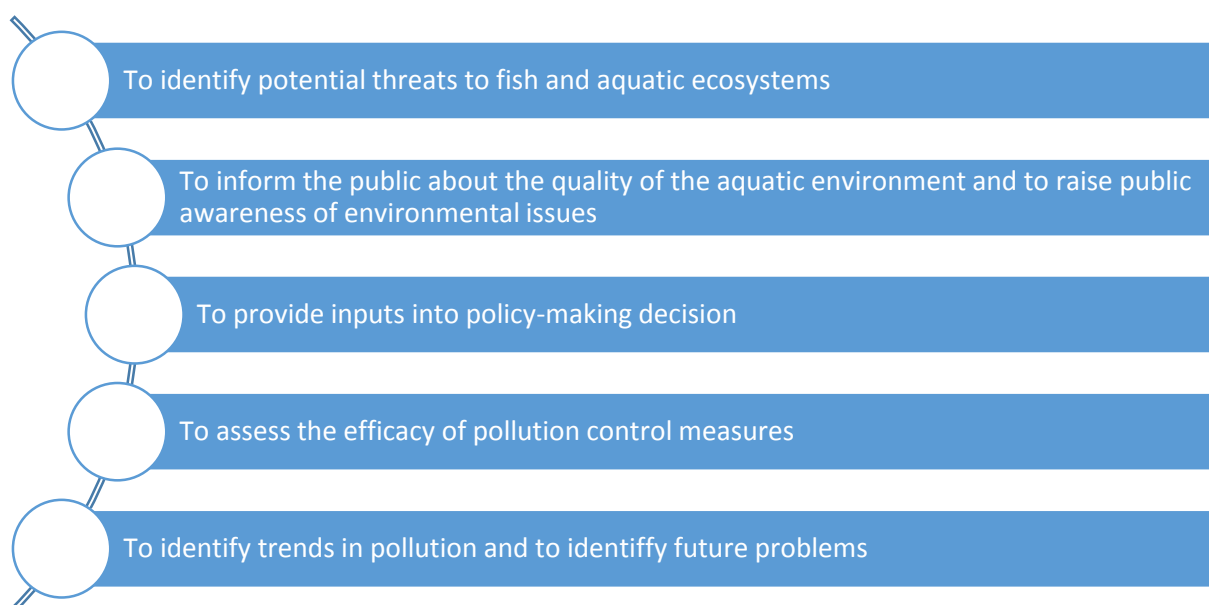 To identify potential threats to fish and aquatic ecosystems
To inform the public about the quality of the aquatic environment and to raise public
awareness of environmental issues
To provide inputs into policy-making decision
To assess the efficacy of pollution control measures
To identify trends in pollution and to identiffy future problems